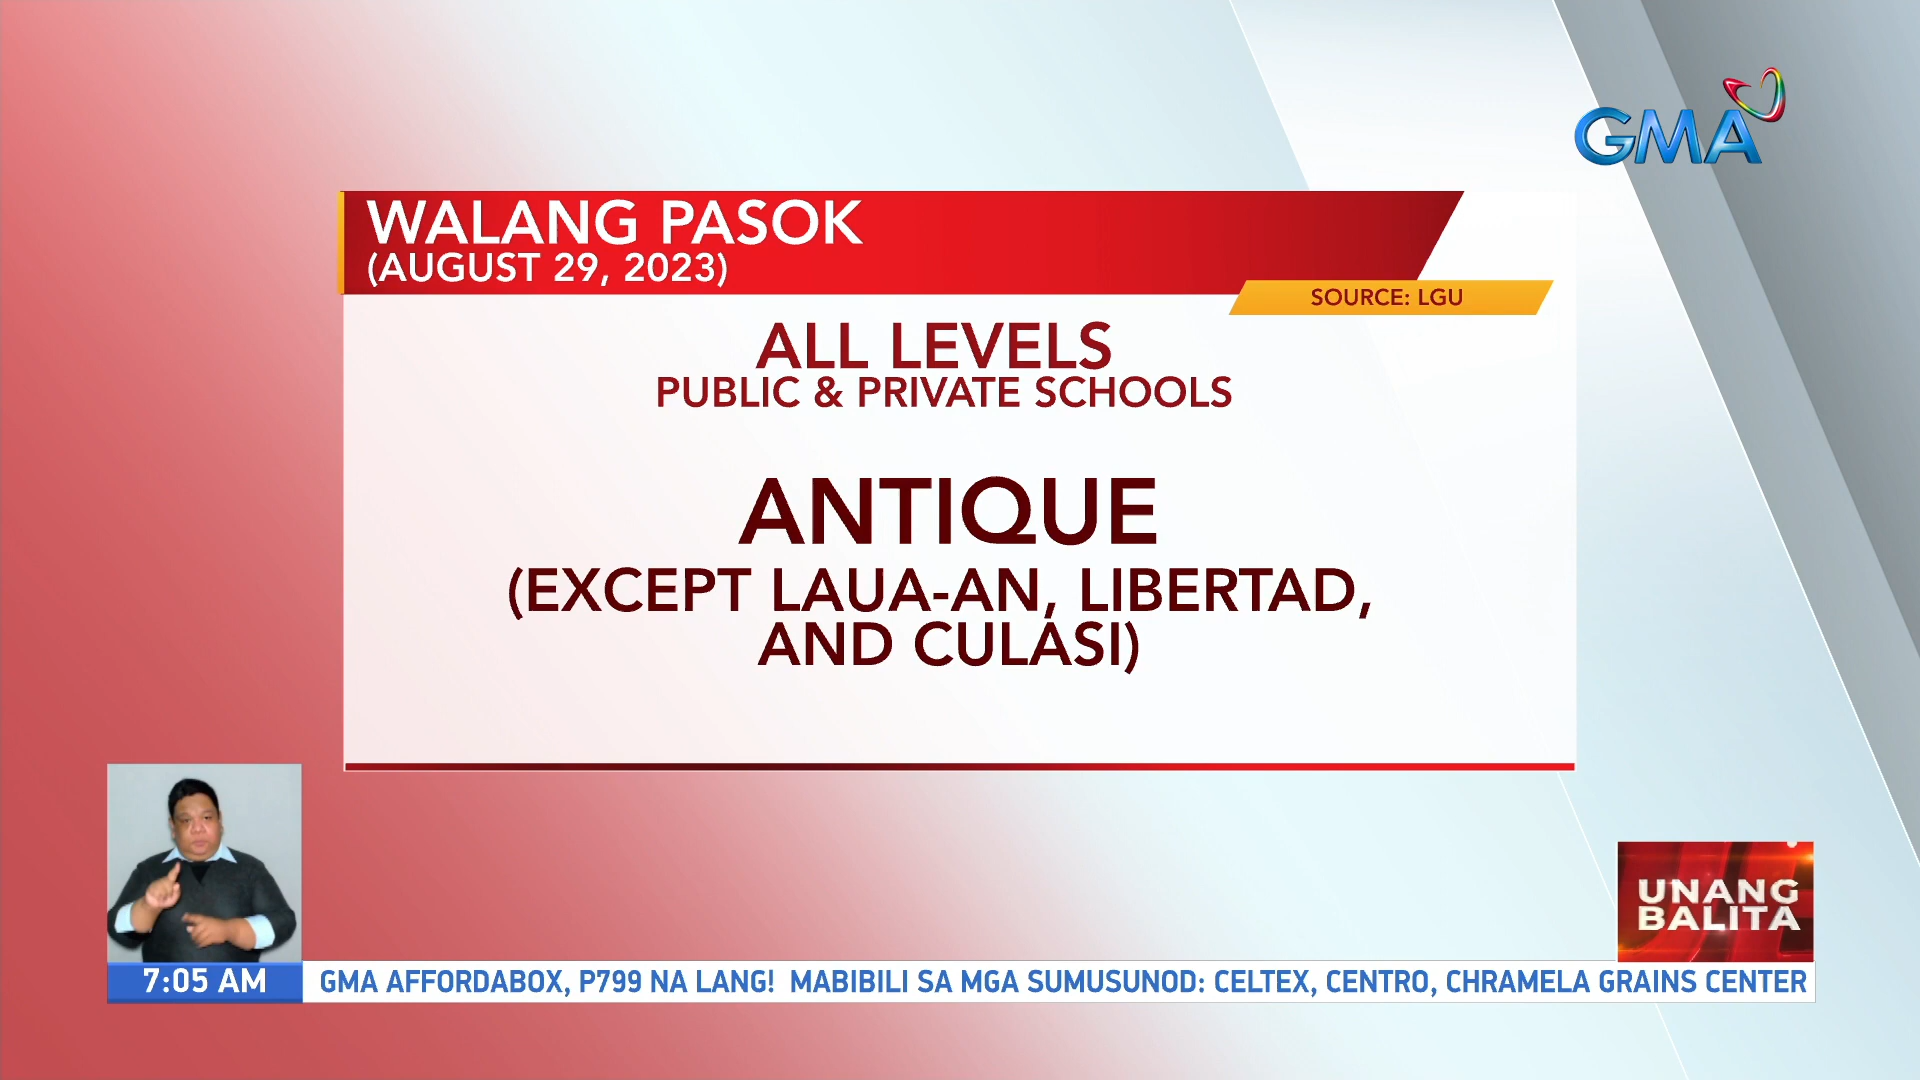 GMA
WALANG PASOK
(AUGUST 29, 2023)
SOURCE: LGU
ALL LEVELS
PUBLIC & PRIVATE SCHOOLS
ANTIQUE
(EXCEPT LAUA-AN, LIBERTAD,
AND CULASI)
UNANG
BALITA
7:05 AM
GMA AFFORDABOX, P799 NA LANG! MABIBILI SA MGA SUMUSUNOD: CELTEX, CENTRO, CHRAMELA GRAINS CENTER